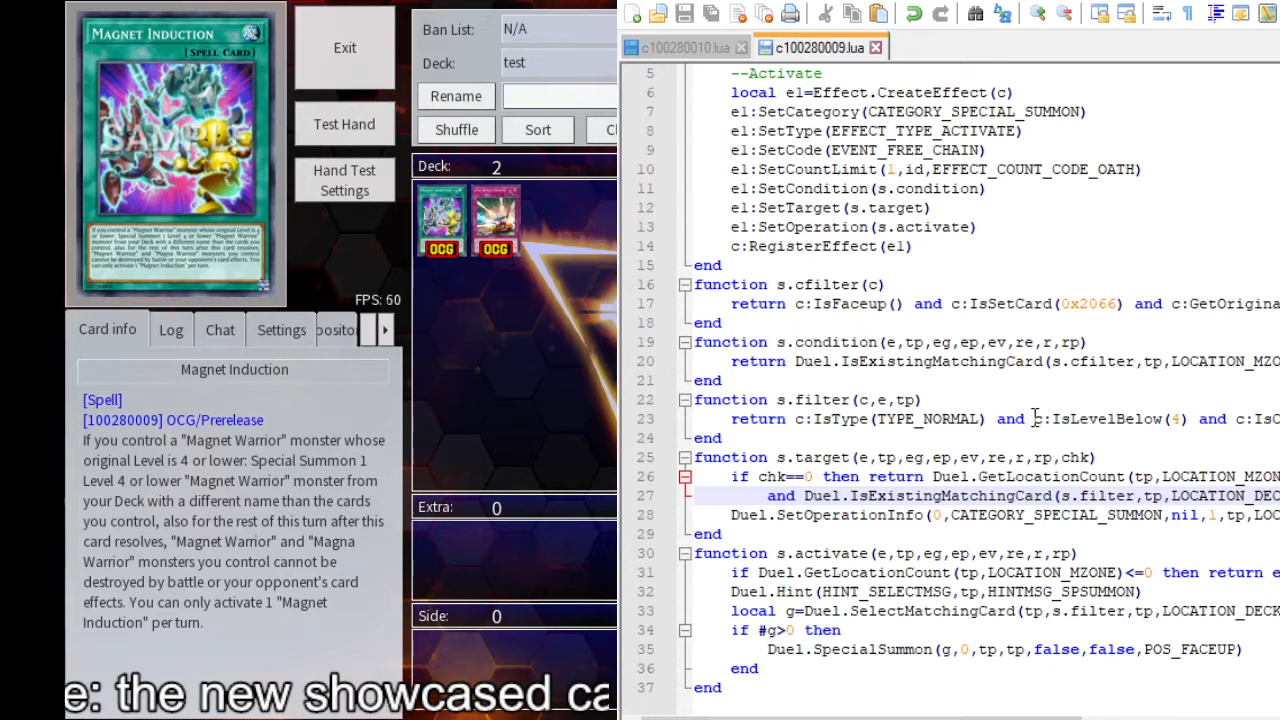 MAGNET INDUCTION
[SPELL CARD]
SAMPLE
Exit
Test Hand
Hand Test
Settings
FPS: 60
Card info
Log
Chat
Settings
Magnet Induction
[Spell]
[100280009] OCG/Prerelease
If you control a "Magnet Warrior" monster whose
original Level is 4 or lower: Special Summon 1
Level 4 or lower "Magnet Warrior" monster from
your Deck with a different name than the cards
you control, also for the rest of this turn after this
card resolves, "Magnet Warrior" and "Magna
Warrior" monsters you control cannot be
destroyed by battle or your opponent's card
effects. You can only activate 1 "Magnet
Induction" per turn.
e: the new showcased ca
Ban List:
N/A
Deck:
test
Rename
Shuffle
Sort
Deck: 2
OCG
OCG
Extra: 0
Side: 0
c100280010.lua
c100280009.lua
5 --Activate
6 local e1=Effect.CreateEffect(c)
7 e1:SetCategory(CATEGORY_SPECIAL_SUMMON)
8 e1:SetType(EFFECT_TYPE_ACTIVATE)
9 e1:SetCode(EVENT_FREE_CHAIN)
10 e1:SetCountLimit(1,id,EFFECT_COUNT_CODE_OATH)
11 e1:SetCondition(s.condition)
12 e1:SetTarget(s.target)
13 e1:SetOperation(s.activate)
14 c:RegisterEffect(e1)
15 end
16 function s.cfilter(c)
17 return c:IsFaceup() and c:IsSetCard(0x2066) and c:GetOrigina
18 end
19 function s.condition(e,tp,eg,ep,ev,re,r,rp)
20 return Duel.IsExistingMatchingCard(s.cfilter,tp,LOCATION_MZO
21 end
22 function s.filter(c,e,tp)
23 return c:IsType(TYPE_NORMAL) and c:IsLevelBelow(4) and c:IsC
24 end
25 function s.target(e,tp,eg,ep,ev,re,r,rp,chk)
26 if chk==0 then return Duel.GetLocationCount(tp,LOCATION_MZON
27 and Duel.IsExistingMatchingCard(s.filter,tp,LOCATION_DEC
28 Duel.SetOperationInfo(0,CATEGORY_SPECIAL_SUMMON,nil,1,tp,LOC
29 end
30 function s.activate(e,tp,eg,ep,ev,re,r,rp)
31 if Duel.GetLocationCount(tp,LOCATION_MZONE)<=0 then return e
32 Duel.Hint(HINT_SELECTMSG,tp,HINTMSG_SPSUMMON)
33 local g=Duel.SelectMatchingCard(tp,s.filter,tp,LOCATION_DECK
34 if #g>0 then
35 Duel.SpecialSummon(g,0,tp,tp,false,false,POS_FACEUP)
36 end
37 end